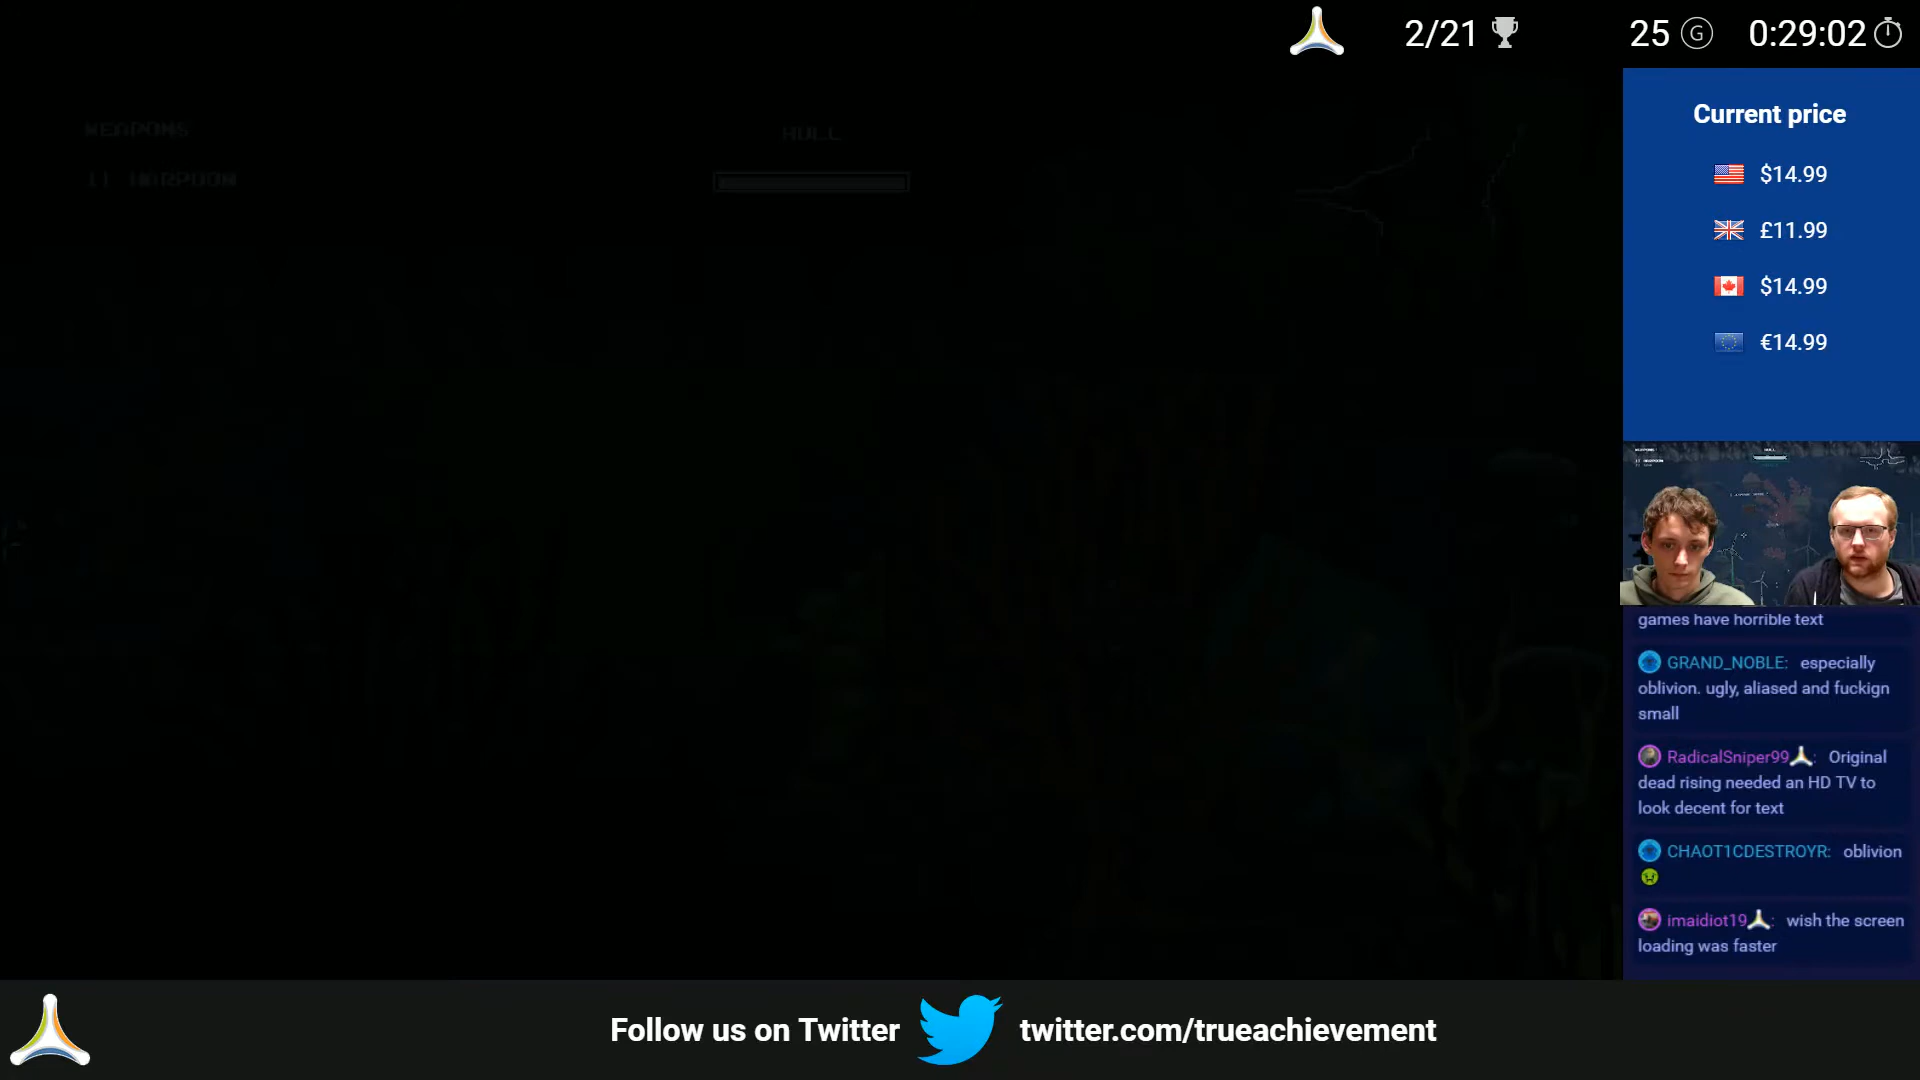 2/21
25 G 0:29:02
WEAPONS
HULL
[] HARPOON
Current price
$14.99
£11.99
$14.99
€14.99
games have horrible text
GRAND_NOBLE: especially
oblivion. ugly, aliased and fuckign
small
RadicalSniper99: Original
dead rising needed an HD TV to
look decent for text
CHAOT1CDESTROYR: oblivion
imaidiot19: wish the screen
loading was faster
Follow us on Twitter twitter.com/trueachievement